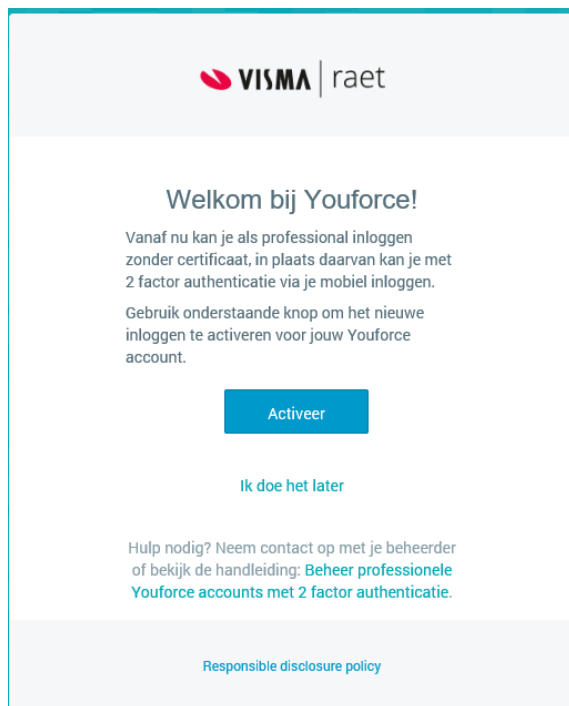 VISMA | raet
Welkom bij Youforce!
Vanaf nu kan je als professional inloggen
zonder certificaat, in plaats daarvan kan je met
2 factor authenticatie via je mobiel inloggen.
Gebruik onderstaande knop om het nieuwe
inloggen te activeren voor jouw Youforce
account.
Activeer
Ik doe het later
Hulp nodig? Neem contact op met je beheerder
of bekijk de handleiding: Beheer professionele
Youforce accounts met 2 factor authenticatie.
Responsible disclosure policy